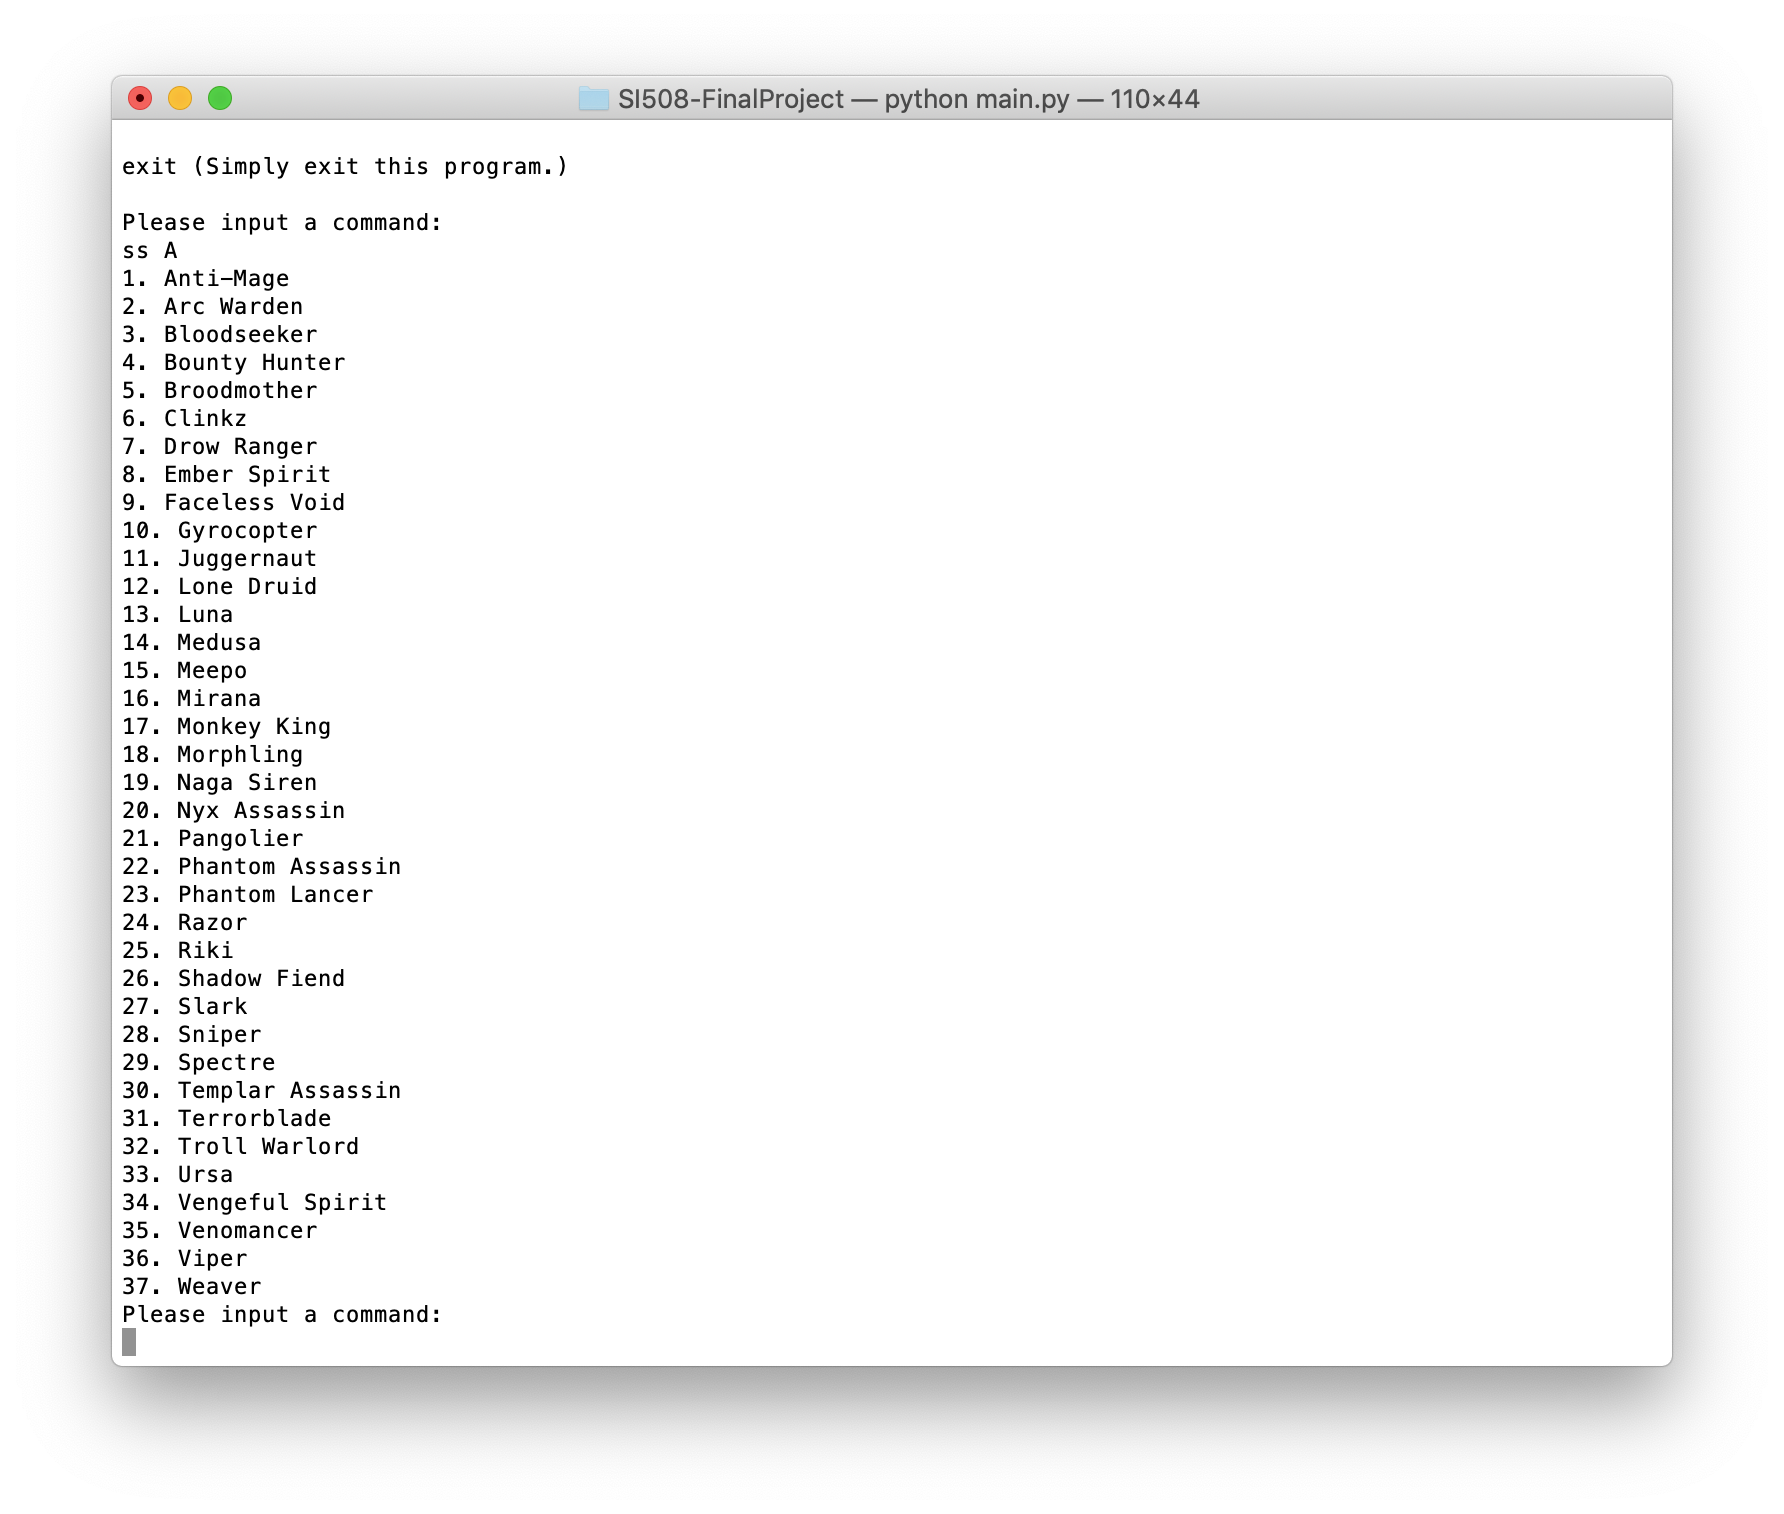 SI508-FinalProject — python main.py — 110×44
exit (Simply exit this program.)
Please input a command:
ss A
1. Anti-Mage
2. Arc Warden
3. Bloodseeker
4. Bounty Hunter
5. Broodmother
6. Clinkz
7. Drow Ranger
8. Ember Spirit
9. Faceless Void
10. Gyrocopter
11. Juggernaut
12. Lone Druid
13. Luna
14. Medusa
15. Meepo
16. Mirana
17. Monkey King
18. Morphling
19. Naga Siren
20. Nyx Assassin
21. Pangolier
22. Phantom Assassin
23. Phantom Lancer
24. Razor
25. Riki
26. Shadow Fiend
27. Slark
28. Sniper
29. Spectre
30. Templar Assassin
31. Terrorblade
32. Troll Warlord
33. Ursa
34. Vengeful Spirit
35. Venomancer
36. Viper
37. Weaver
Please input a command: